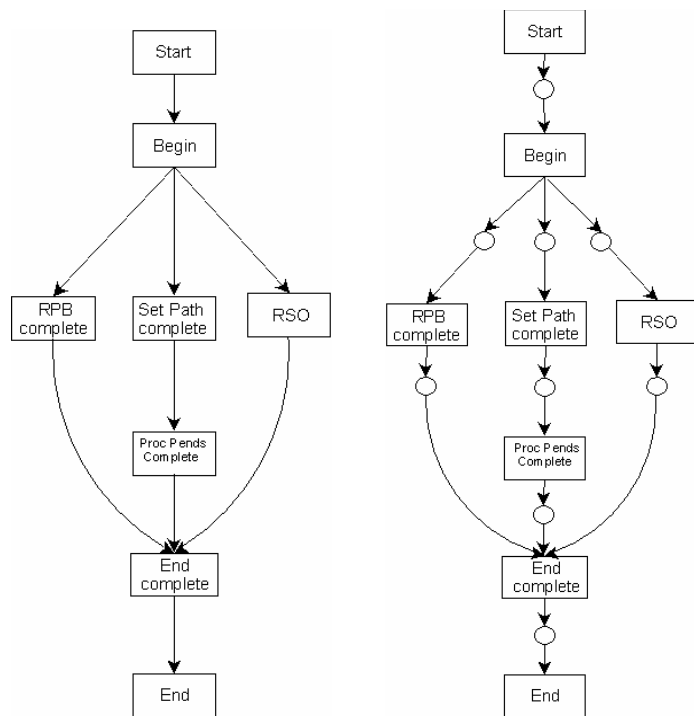 Start
Begin
RPB
complete
Set Path
complete
RSO
Proc Pends
Complete
End
complete
End
Start
Begin
RPB
complete
Set Path
complete
RSO
Proc Pends
Complete
End
complete
End